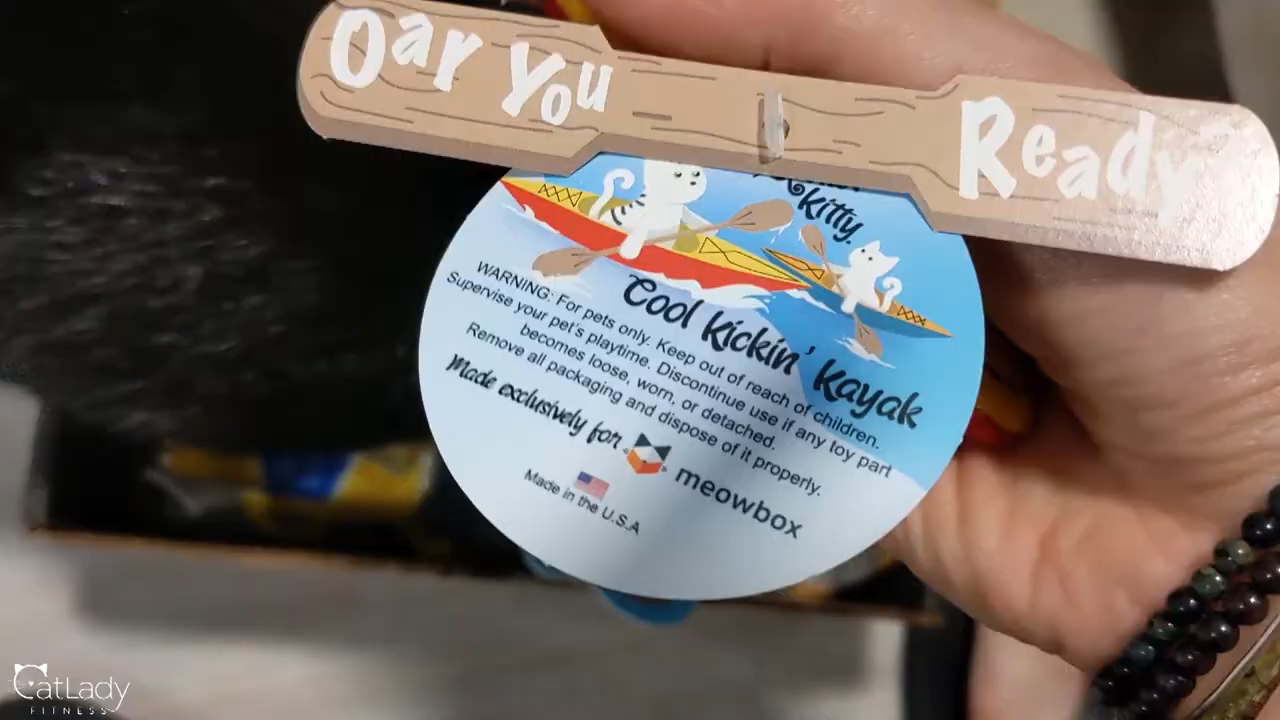 Oar You Ready?
Kitty.
Cool Kickin' Kayak
WARNING: For pets only. Keep out of reach of children.
Supervise your pet's playtime. Discontinue use if any toy part
becomes loose, worn, or detached.
Remove all packaging and dispose of it properly.
Made exclusively for meowbox
Made in the U.S.A
CatLady
FITNESS